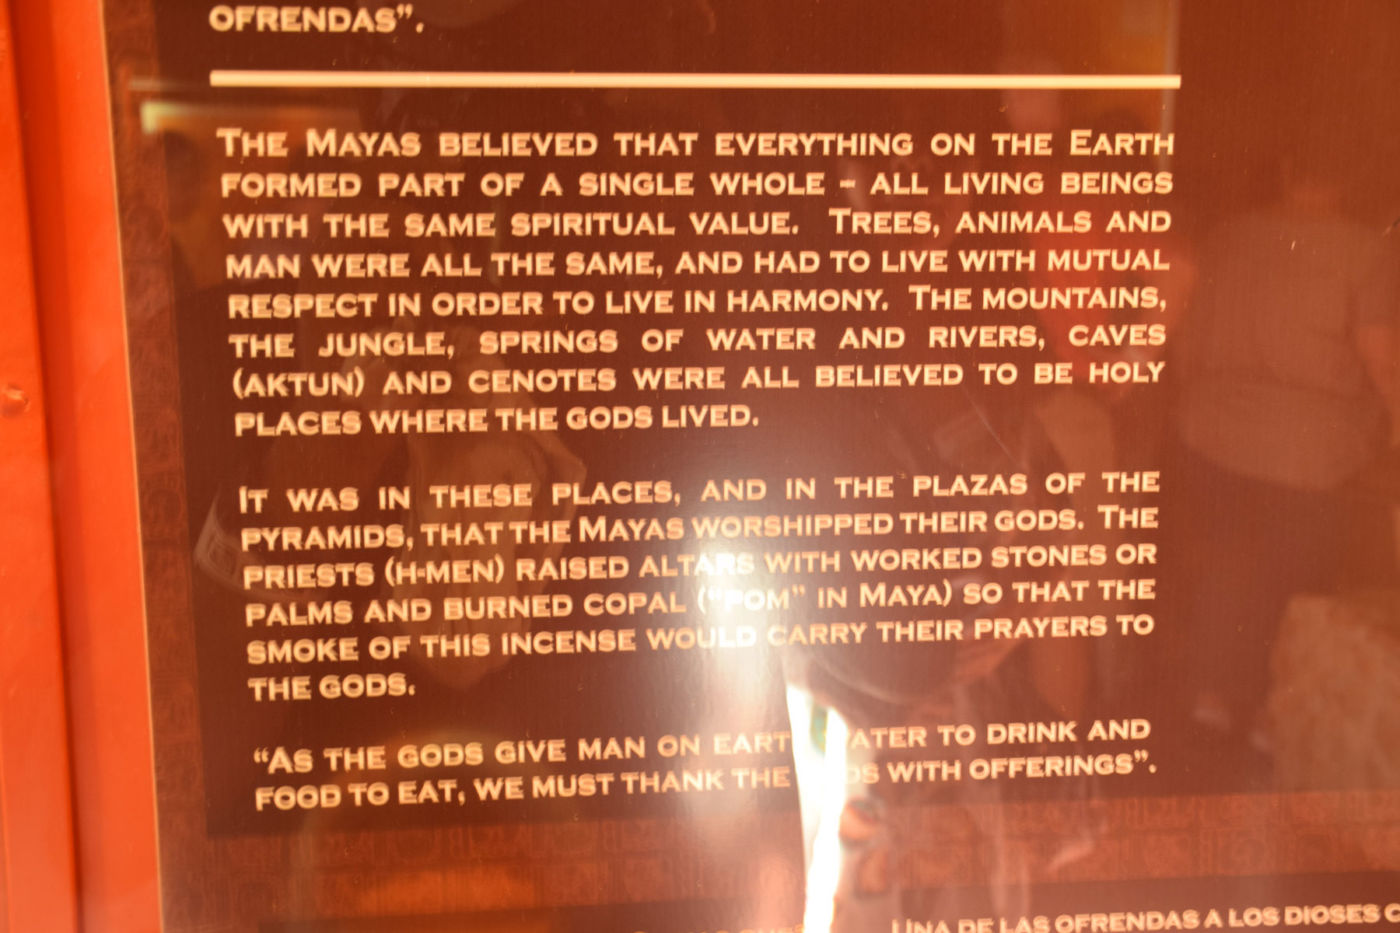 OFRENDAS”.
THE MAYAS BELIEVED THAT EVERYTHING ON THE EARTH
FORMED PART OF A SINGLE WHOLE – ALL LIVING BEINGS
WITH THE SAME SPIRITUAL VALUE. TREES, ANIMALS AND
MAN WERE ALL THE SAME, AND HAD TO LIVE WITH MUTUAL
RESPECT IN ORDER TO LIVE IN HARMONY. THE MOUNTAINS,
THE JUNGLE, SPRINGS OF WATER AND RIVERS, CAVES
(AKTUN) AND CENOTES WERE ALL BELIEVED TO BE HOLY
PLACES WHERE THE GODS LIVED.
IT WAS IN THESE PLACES, AND IN THE PLAZAS OF THE
PYRAMIDS, THAT THE MAYAS WORSHIPPED THEIR GODS. THE
PRIESTS (H-MEN) RAISED ALTARS WITH WORKED STONES OR
PALMS AND BURNED COPAL (“POM” IN MAYA) SO THAT THE
SMOKE OF THIS INCENSE WOULD CARRY THEIR PRAYERS TO
THE GODS.
“AS THE GODS GIVE MAN ON EARTH WATER TO DRINK AND
FOOD TO EAT, WE MUST THANK THE GODS WITH OFFERINGS”.
UNA DE LAS OFRENDAS A LOS DIOSES